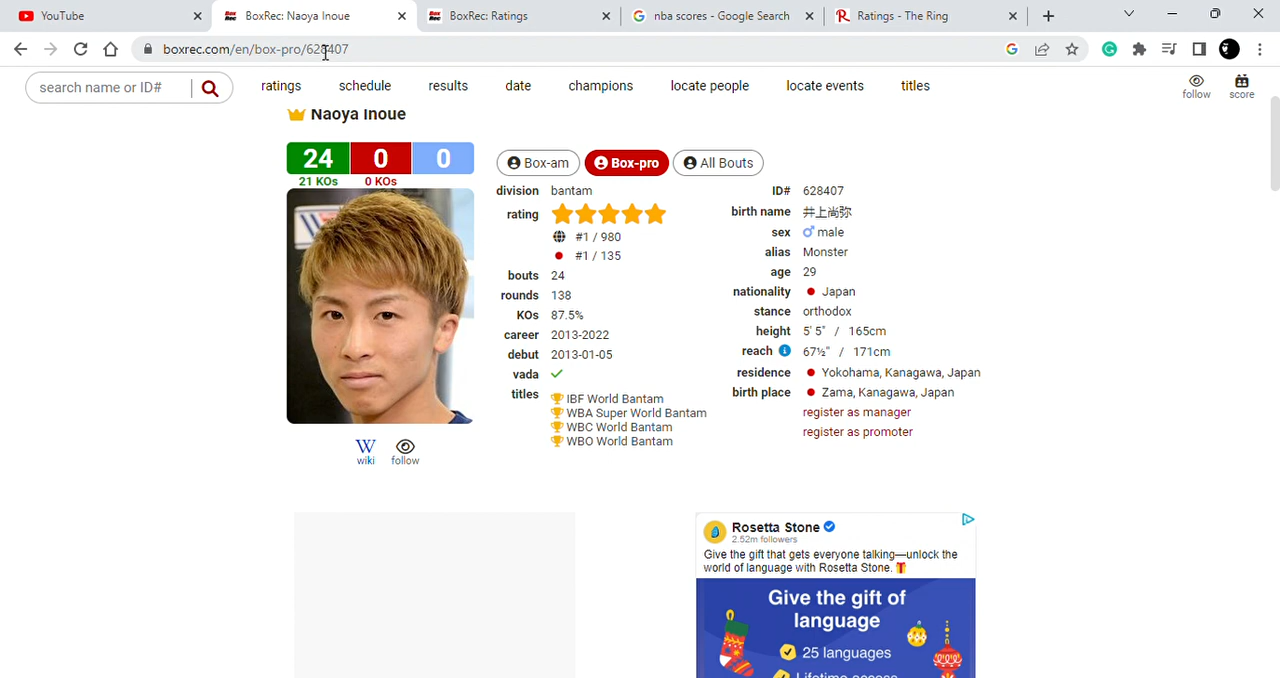 YouTube
BoxRec: Naoya Inoue
BoxRec: Ratings
nba scores - Google Search
Ratings - The Ring
boxrec.com/en/box-pro/628407
search name or ID#
ratings
schedule
results
date
champions
locate people
locate events
titles
follow
score
Naoya Inoue
24 0 0
21 KOs 0 KOs
Box-am
Box-pro
All Bouts
division bantam
rating
#1 / 980
#1 / 135
bouts 24
rounds 138
KOs 87.5%
career 2013-2022
debut 2013-01-05
vada
titles IBF World Bantam
WBA Super World Bantam
WBC World Bantam
WBO World Bantam
ID# 628407
birth name 井上尚弥
sex male
alias Monster
age 29
nationality Japan
stance orthodox
height 5′ 5″ / 165cm
reach 67½″ / 171cm
residence Yokohama, Kanagawa, Japan
birth place Zama, Kanagawa, Japan
register as manager
register as promoter
W
wiki
follow
Rosetta Stone
2.52m followers
Give the gift that gets everyone talking—unlock the
world of language with Rosetta Stone.
Give the gift of
language
25 languages
Lifetime access